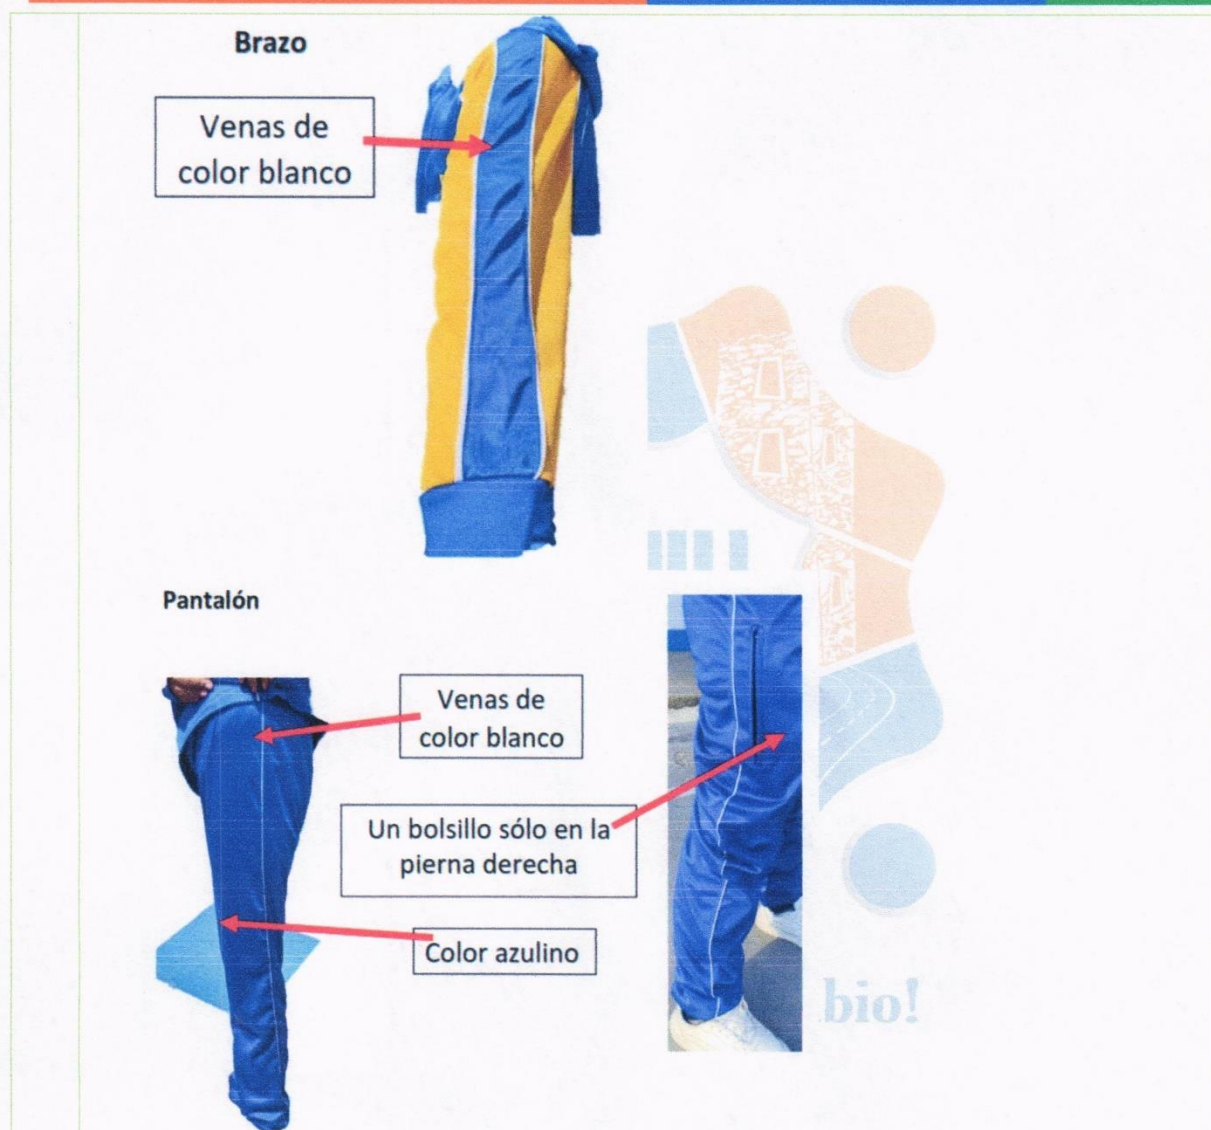 Brazo
Venas de
color blanco
Pantalón
Venas de
color blanco
Un bolsillo sólo en la
pierna derecha
Color azulino
bio!